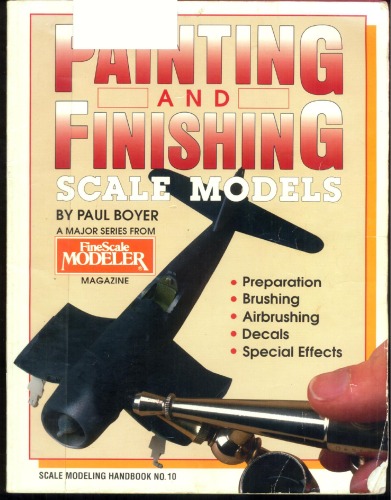 PAINTING
AND
FINISHING
SCALE MODELS
BY PAUL BOYER
A MAJOR SERIES FROM
FineScale
MODELER
MAGAZINE
• Preparation
• Brushing
• Airbrushing
• Decals
• Special Effects
SCALE MODELING HANDBOOK NO. 10